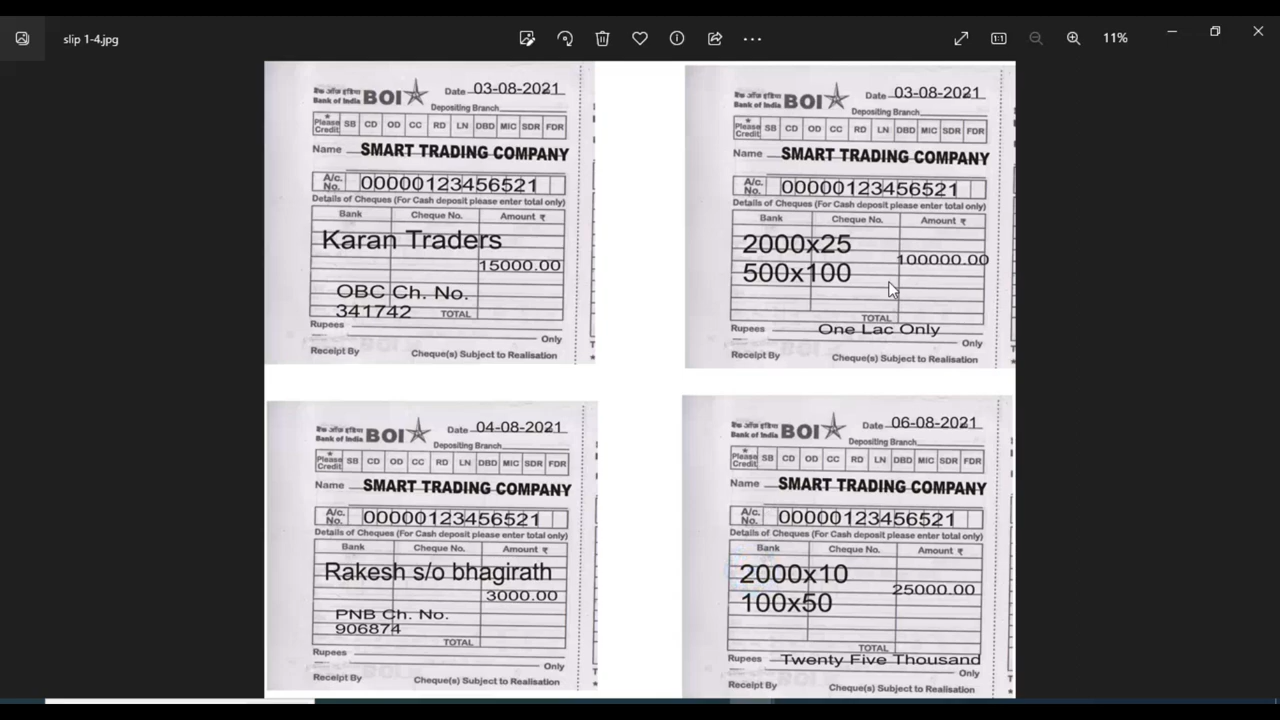 slip 1-4.jpg
11%
बैंक ऑफ इंडिया
Bank of India BOI
Date 03-08-2021
Depositing Branch
Please Credit SB CD OD CC RD LN DBD MIC SDR FDR
Name SMART TRADING COMPANY
A/c. No. 00000123456521
Details of Cheques (For Cash deposit please enter total only)
Bank Cheque No. Amount ₹
Karan Traders
15000.00
OBC Ch. No.
341742 TOTAL
Rupees
Only
Receipt By Cheque(s) Subject to Realisation
बैंक ऑफ इंडिया
Bank of India BOI
Date 03-08-2021
Depositing Branch
Please Credit SB CD OD CC RD LN DBD MIC SDR FDR
Name SMART TRADING COMPANY
A/c. No. 00000123456521
Details of Cheques (For Cash deposit please enter total only)
Bank Cheque No. Amount ₹
2000x25
100000.00
500x100
TOTAL
Rupees One Lac Only
Only
Receipt By Cheque(s) Subject to Realisation
बैंक ऑफ इंडिया
Bank of India BOI
Date 04-08-2021
Depositing Branch
Please Credit SB CD OD CC RD LN DBD MIC SDR FDR
Name SMART TRADING COMPANY
A/c. No. 00000123456521
Details of Cheques (For Cash deposit please enter total only)
Bank Cheque No. Amount ₹
Rakesh s/o bhagirath
3000.00
PNB Ch. No.
906874
TOTAL
Rupees
Only
Receipt By Cheque(s) Subject to Realisation
बैंक ऑफ इंडिया
Bank of India BOI
Date 06-08-2021
Depositing Branch
Please Credit SB CD OD CC RD LN DBD MIC SDR FDR
Name SMART TRADING COMPANY
A/c. No. 00000123456521
Details of Cheques (For Cash deposit please enter total only)
Bank Cheque No. Amount ₹
2000x10
25000.00
100x50
TOTAL
Rupees Twenty Five Thousand
Only
Receipt By Cheque(s) Subject to Realisation